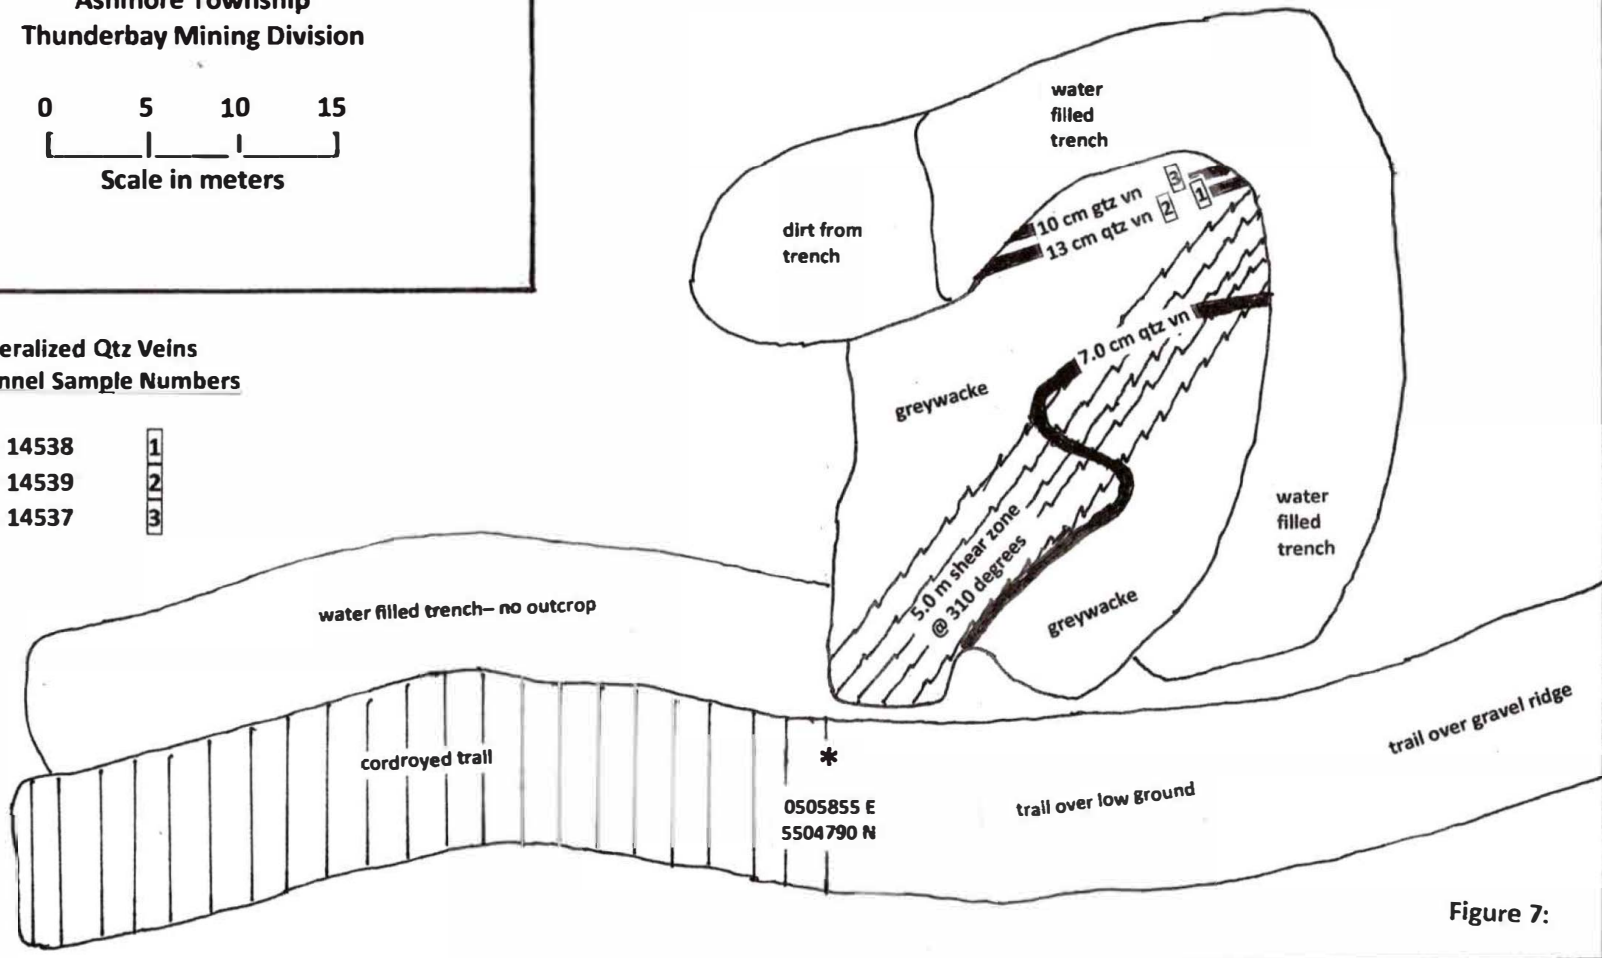 Ashmore Township
Thunderbay Mining Division
0 5 10 15
Scale in meters
eralized Qtz Veins
nnel Sample Numbers
14538 1
14539 2
14537 3
water
filled
trench
dirt from
trench
3
1
10 cm gtz vn
2
13 cm qtz vn
7.0 cm qtz vn
greywacke
5.0 m shear zone
@ 310 degrees
greywacke
water
filled
trench
water filled trench– no outcrop
cordroyed trail
*
0505855 E
5504790 N
trail over low ground
trail over gravel ridge
Figure 7: